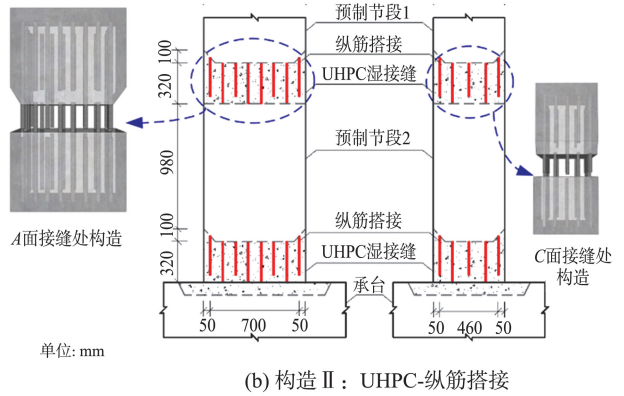 预制节段1
纵筋搭接
UHPC湿接缝
100
320
980
预制节段2
A面接缝处构造
C面接缝处
构造
100
320
纵筋搭接
UHPC湿接缝
承台
50 700 50
50 460 50
单位: mm
(b) 构造 Ⅱ： UHPC-纵筋搭接